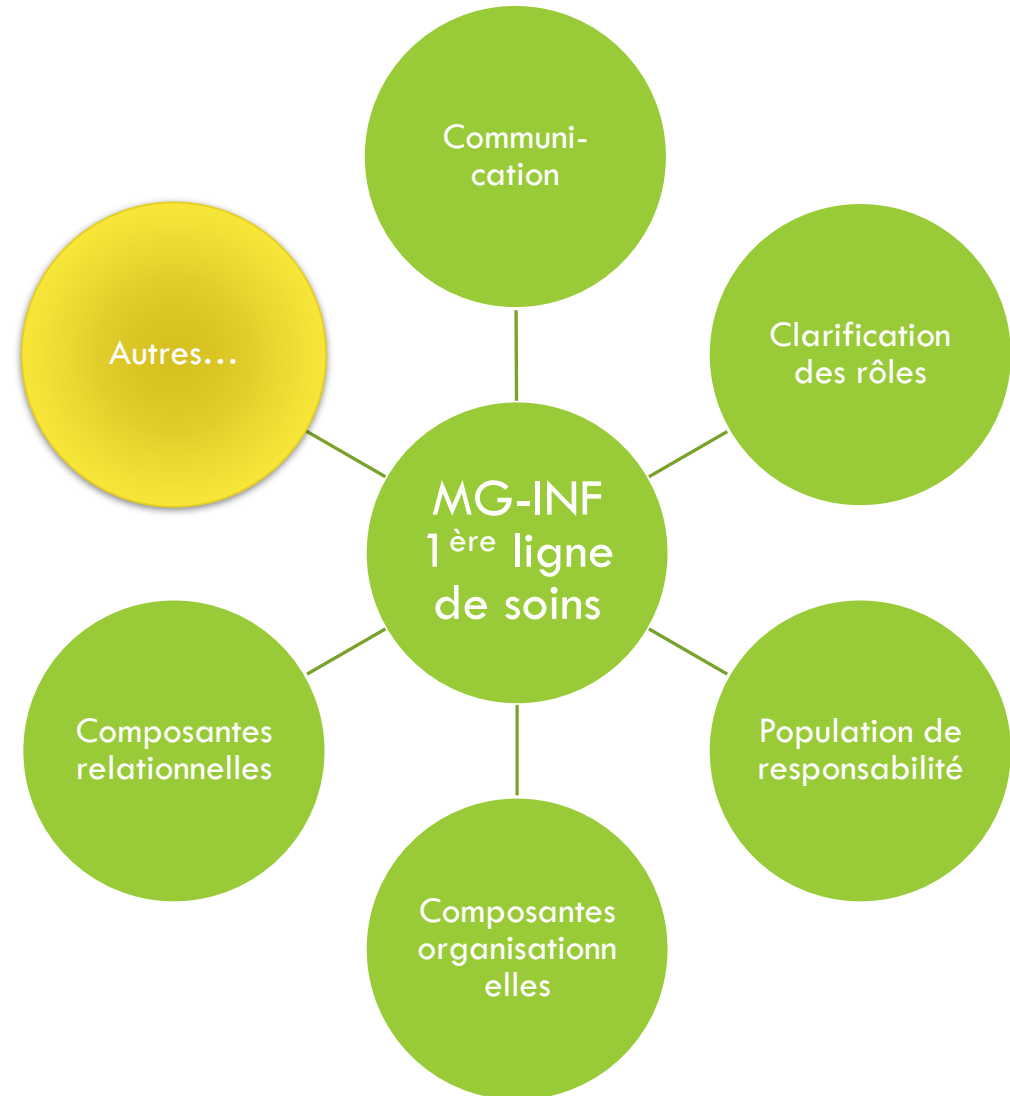 Communi-
cation
Clarification
des rôles
Population de
responsabilité
Composantes
organisationn
elles
Composantes
relationnelles
Autres…
MG-INF
1ère ligne
de soins